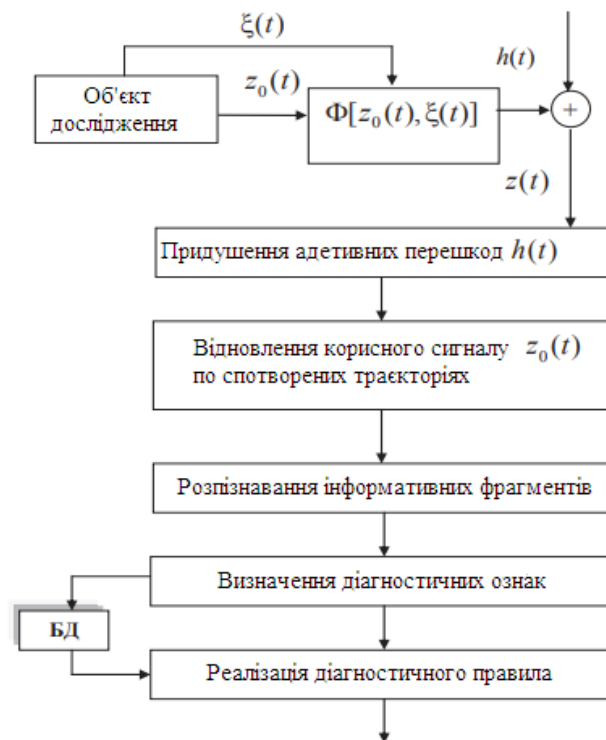 ξ(t)
h(t)
z₀(t)
Об'єкт
дослідження
Φ[z₀(t), ξ(t)]
+
z(t)
Придушення адетивних перешкод h(t)
Відновлення корисного сигналу z₀(t)
по спотворених траєкторіях
Розпізнавання інформативних фрагментів
Визначення діагностичних ознак
БД
Реалізація діагностичного правила